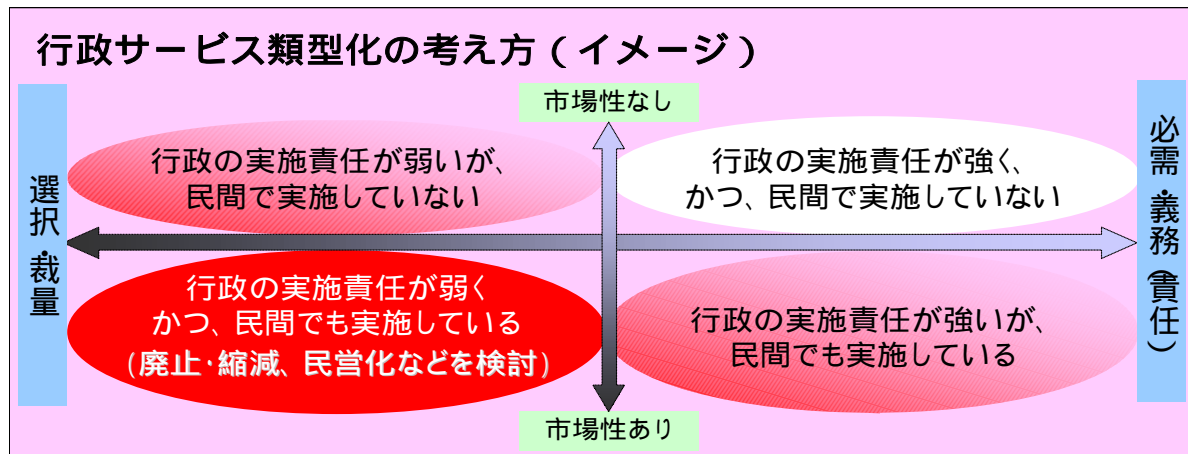 行政サービス類型化の考え方(イメージ)
市場性なし
選択・裁量
行政の実施責任が弱いが、
民間で実施していない
行政の実施責任が強く、
かつ、民間で実施していない
必需・義務(責任)
行政の実施責任が弱く
かつ、民間でも実施している
(廃止・縮減、民営化などを検討)
行政の実施責任が強いが、
民間でも実施している
市場性あり